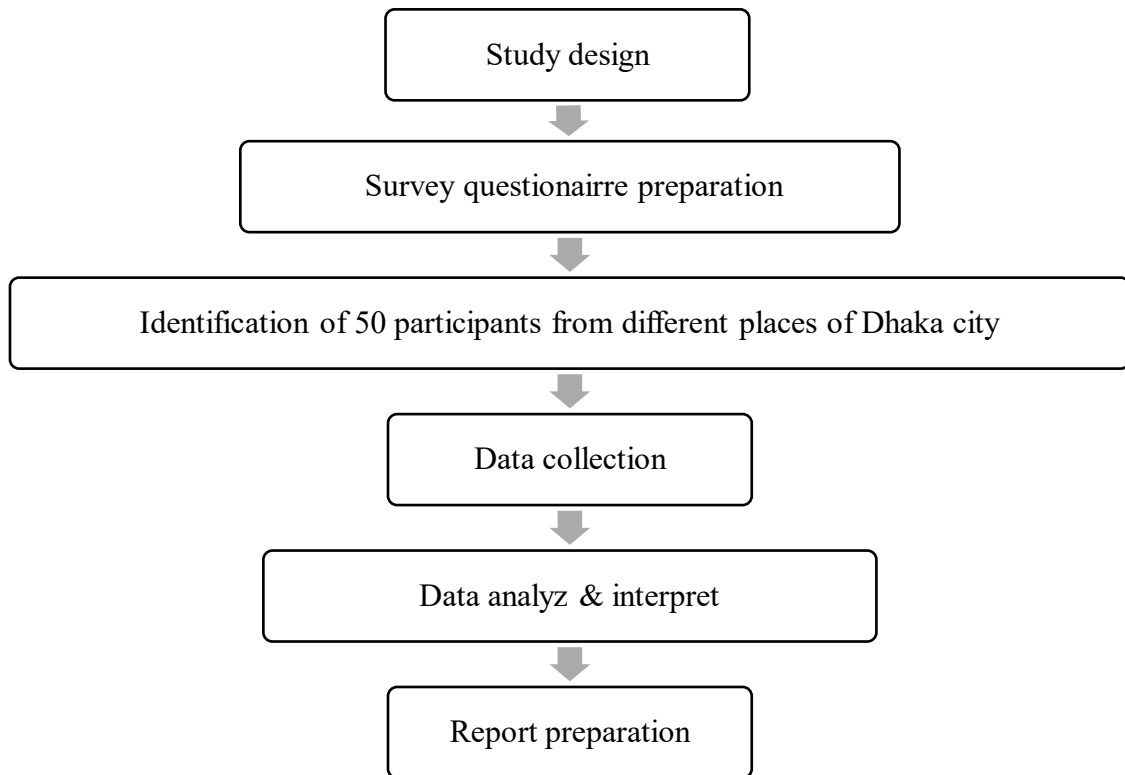 Study design
Survey questionairre preparation
Identification of 50 participants from different places of Dhaka city
Data collection
Data analyz & interpret
Report preparation